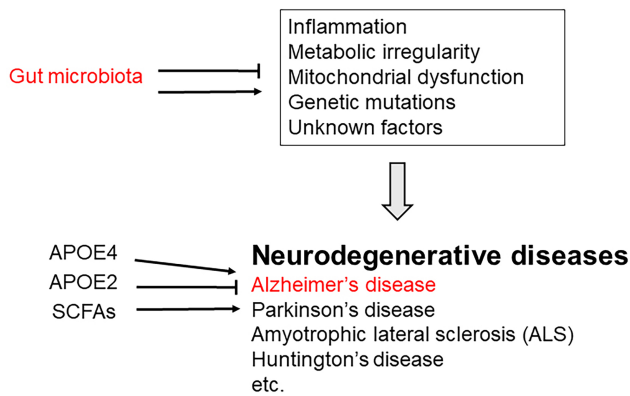 Inflammation
Metabolic irregularity
Gut microbiota
Mitochondrial dysfunction
Genetic mutations
Unknown factors
APOE4
APOE2
SCFAs
Neurodegenerative diseases
Alzheimer's disease
Parkinson's disease
Amyotrophic lateral sclerosis (ALS)
Huntington's disease
etc.